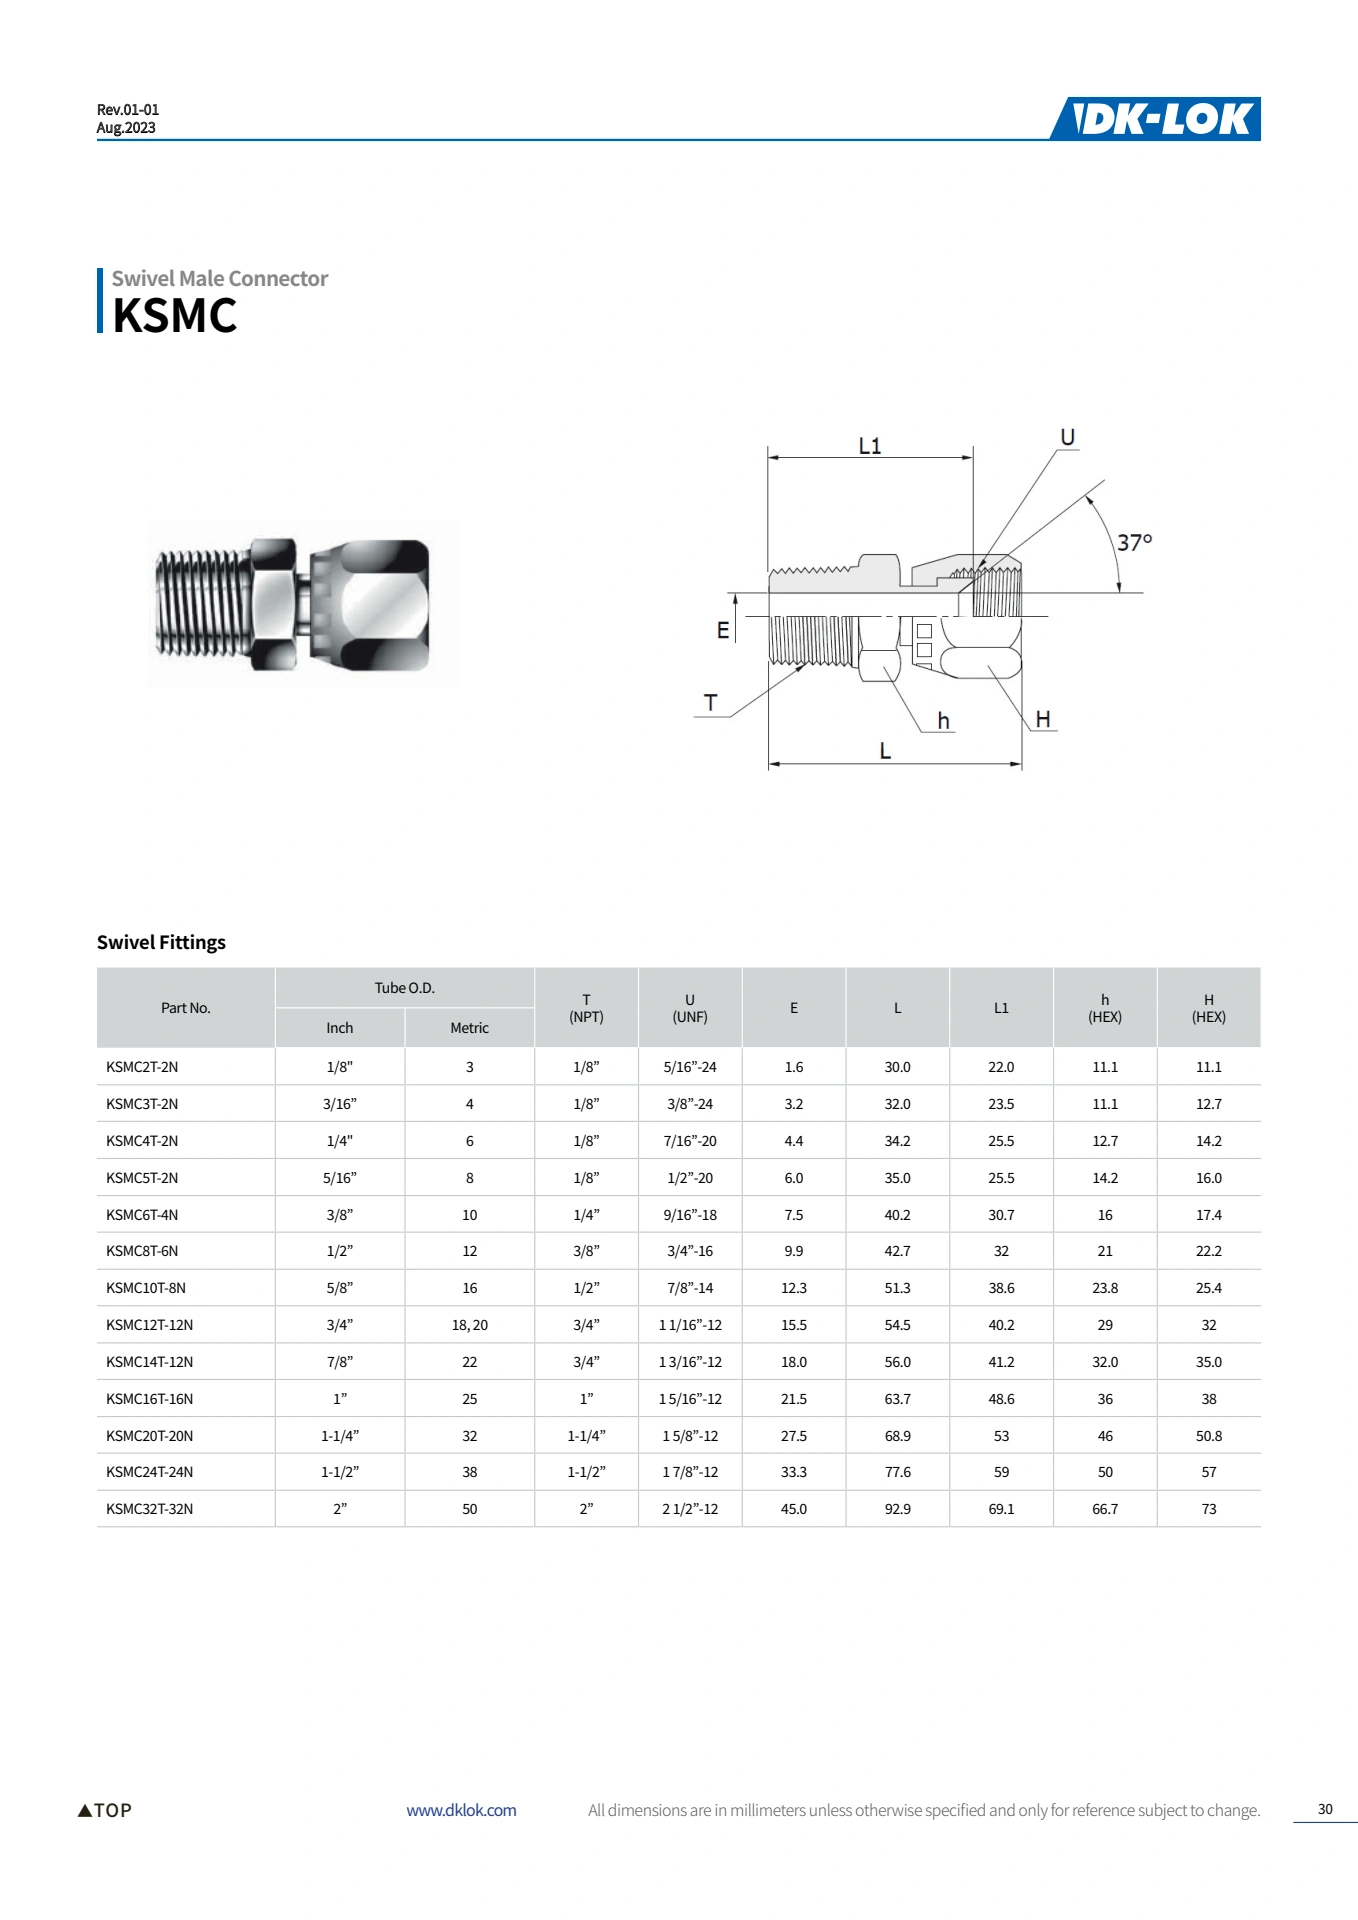 Rev.01-01
Aug.2023
DK-LOK
Swivel Male Connector
KSMC
L1
U
37°
E
T
h
H
L
Swivel Fittings
Part No. Tube O.D. T (NPT) U (UNF) E L L1 h (HEX) H (HEX)
Inch Metric
KSMC2T-2N 1/8" 3 1/8” 5/16”-24 1.6 30.0 22.0 11.1 11.1
KSMC3T-2N 3/16” 4 1/8” 3/8”-24 3.2 32.0 23.5 11.1 12.7
KSMC4T-2N 1/4" 6 1/8” 7/16”-20 4.4 34.2 25.5 12.7 14.2
KSMC5T-2N 5/16” 8 1/8” 1/2”-20 6.0 35.0 25.5 14.2 16.0
KSMC6T-4N 3/8” 10 1/4” 9/16”-18 7.5 40.2 30.7 16 17.4
KSMC8T-6N 1/2” 12 3/8” 3/4”-16 9.9 42.7 32 21 22.2
KSMC10T-8N 5/8” 16 1/2” 7/8”-14 12.3 51.3 38.6 23.8 25.4
KSMC12T-12N 3/4” 18, 20 3/4” 1 1/16”-12 15.5 54.5 40.2 29 32
KSMC14T-12N 7/8” 22 3/4” 1 3/16”-12 18.0 56.0 41.2 32.0 35.0
KSMC16T-16N 1” 25 1” 1 5/16”-12 21.5 63.7 48.6 36 38
KSMC20T-20N 1-1/4” 32 1-1/4” 1 5/8”-12 27.5 68.9 53 46 50.8
KSMC24T-24N 1-1/2” 38 1-1/2” 1 7/8”-12 33.3 77.6 59 50 57
KSMC32T-32N 2” 50 2” 2 1/2”-12 45.0 92.9 69.1 66.7 73
▲TOP www.dklok.com All dimensions are in millimeters unless otherwise specified and only for reference subject to change. 30